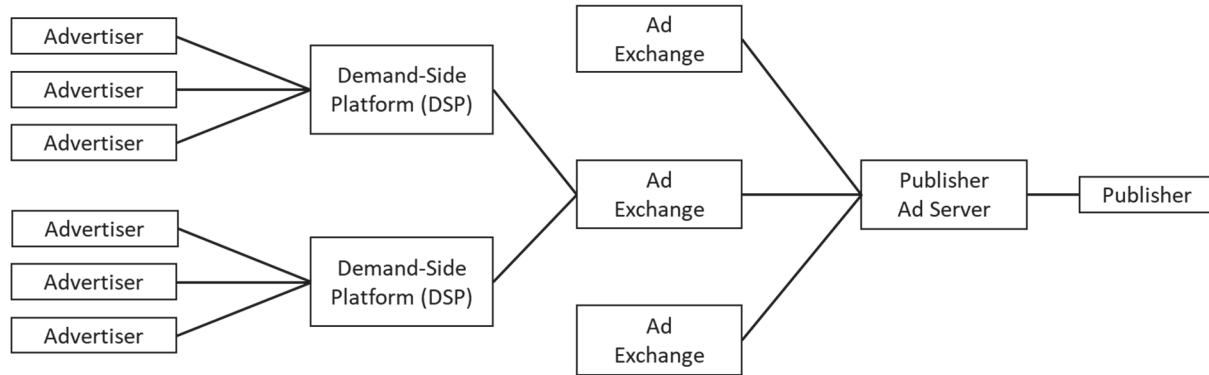 Advertiser
Advertiser
Advertiser
Demand-Side
Platform (DSP)
Advertiser
Advertiser
Advertiser
Demand-Side
Platform (DSP)
Ad
Exchange
Ad
Exchange
Ad
Exchange
Publisher
Ad Server
Publisher